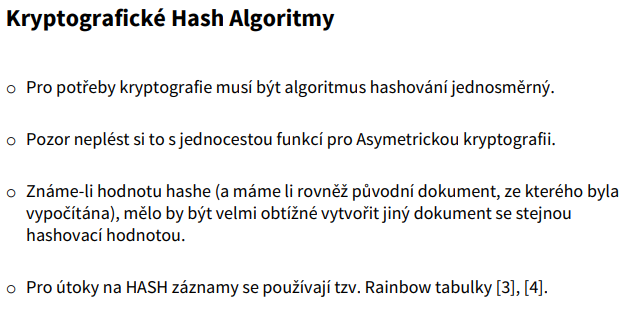 Kryptografické Hash Algoritmy
o Pro potřeby kryptografie musí být algoritmus hashování jednosměrný.
o Pozor neplést si to s jednocestou funkcí pro Asymetrickou kryptografii.
o Známe-li hodnotu hashe (a máme li rovněž původní dokument, ze kterého byla
vypočítána), mělo by být velmi obtížné vytvořit jiný dokument se stejnou
hashovací hodnotou.
o Pro útoky na HASH záznamy se používají tzv. Rainbow tabulky [3], [4].